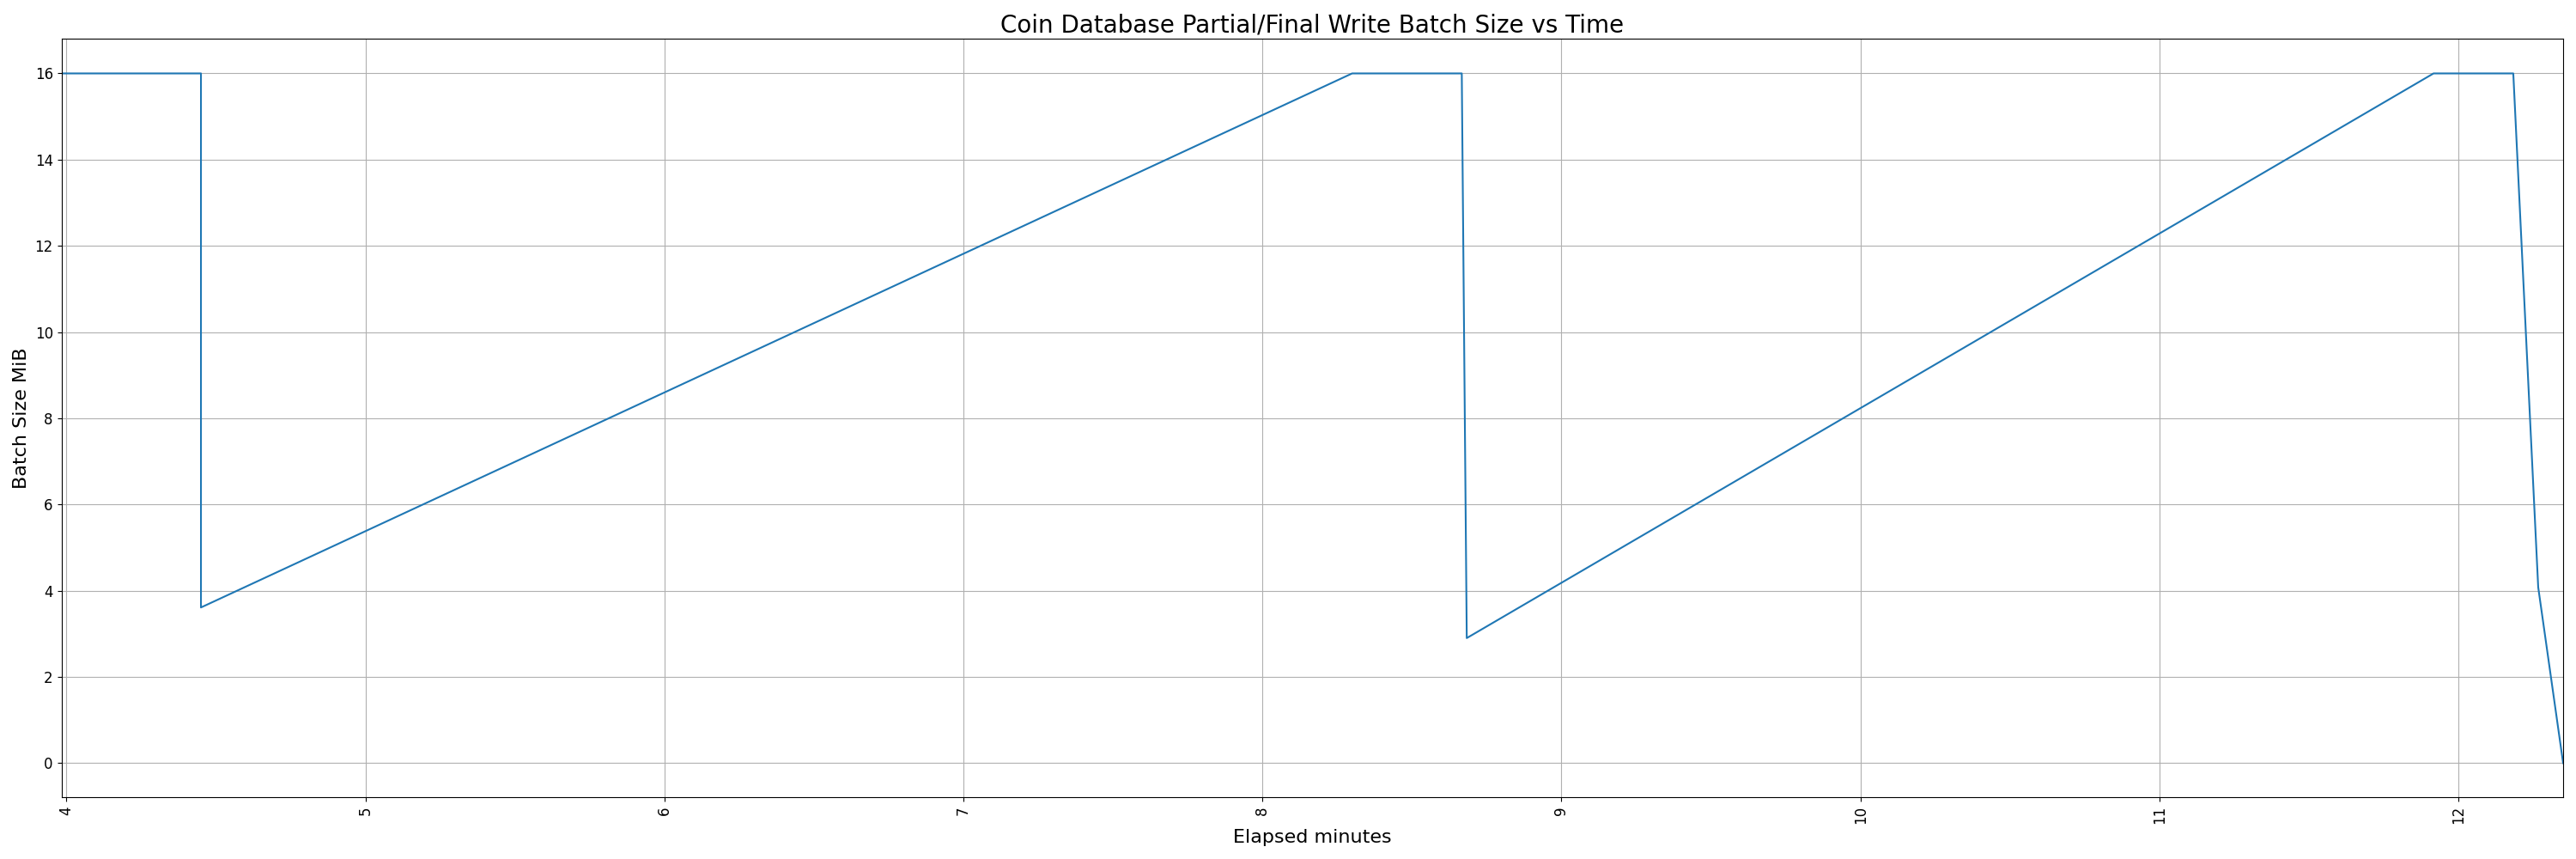 Coin Database Partial/Final Write Batch Size vs Time
Batch Size MiB
16
14
12
10
8
6
4
2
0
4 5 6 7 8 9 10 11 12
Elapsed minutes